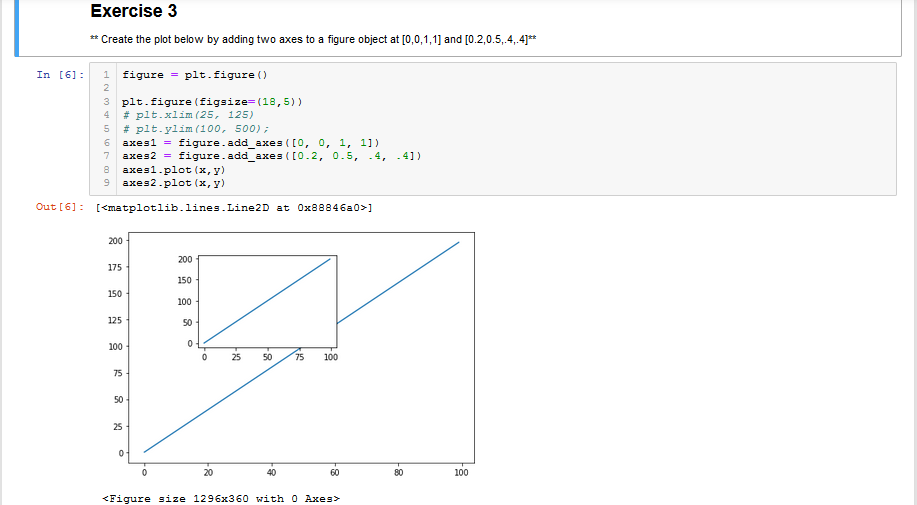 Exercise 3
** Create the plot below by adding two axes to a figure object at [0,0,1,1] and [0.2,0.5,.4,.4]**
In [6]:
1 figure = plt.figure()
2
3 plt.figure(figsize=(18,5))
4 # plt.xlim(25, 125)
5 # plt.ylim(100, 500);
6 axes1 = figure.add_axes([0, 0, 1, 1])
7 axes2 = figure.add_axes([0.2, 0.5, .4, .4])
8 axes1.plot(x,y)
9 axes2.plot(x,y)
Out[6]: [<matplotlib.lines.Line2D at 0x88846a0>]
200
175
150
125
100
75
50
25
0
200
150
100
50
0
0 25 50 75 100
0 20 40 60 80 100
<Figure size 1296x360 with 0 Axes>